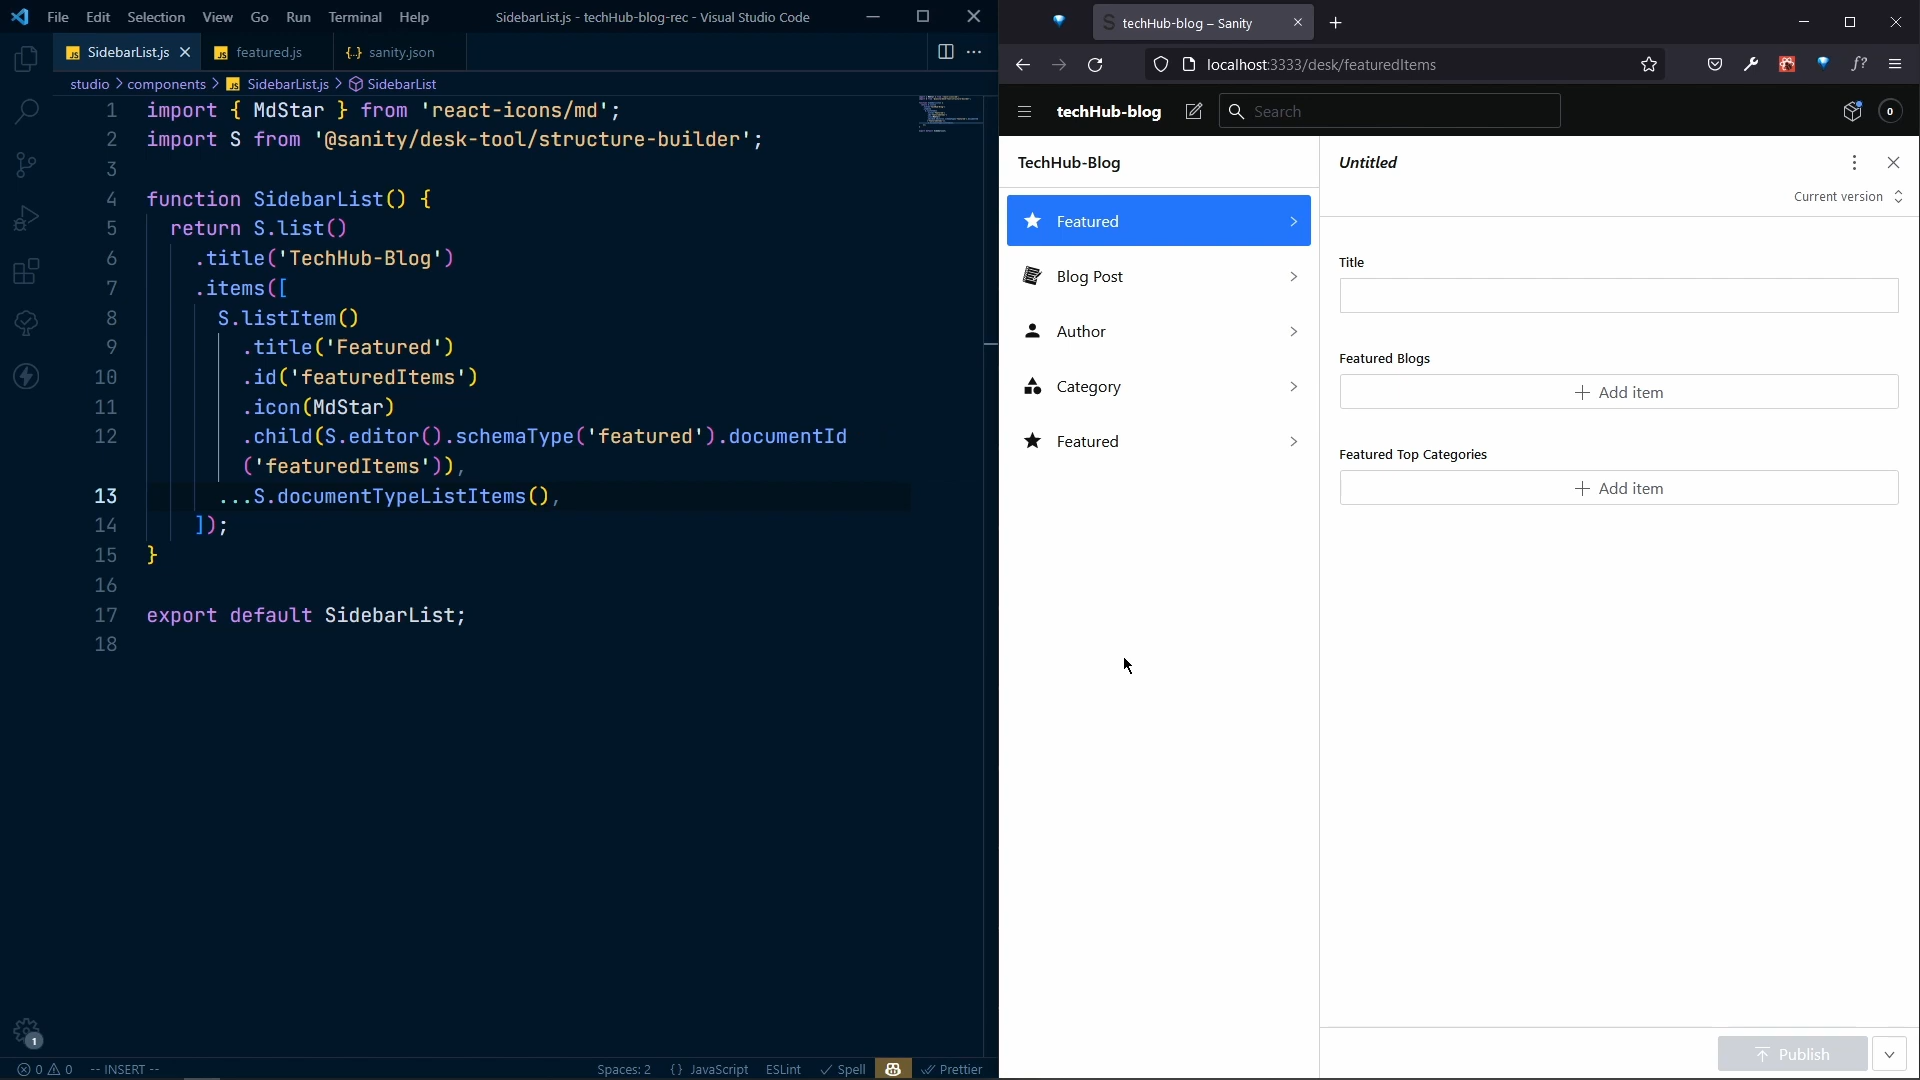 File Edit Selection View Go Run Terminal Help SidebarList.js - techHub-blog-rec - Visual Studio Code
SidebarList.js featured.js sanity.json
studio > components > SidebarList.js > SidebarList
1 import { MdStar } from 'react-icons/md';
2 import S from '@sanity/desk-tool/structure-builder';
3
4 function SidebarList() {
5 return S.list()
6 .title('TechHub-Blog')
7 .items([
8 S.listItem()
9 .title('Featured')
10 .id('featuredItems')
11 .icon(MdStar)
12 .child(S.editor().schemaType('featured').documentId
('featuredItems')),
13 ...S.documentTypeListItems(),
14 ]);
15 }
16
17 export default SidebarList;
18
1
0 0 -- INSERT -- Spaces: 2 {} JavaScript ESLint Spell Prettier
techHub-blog – Sanity
localhost:3333/desk/featuredItems
techHub-blog Search 0
TechHub-Blog
Featured
Blog Post
Author
Category
Featured
Untitled
Current version
Title
Featured Blogs
Add item
Featured Top Categories
Add item
Publish